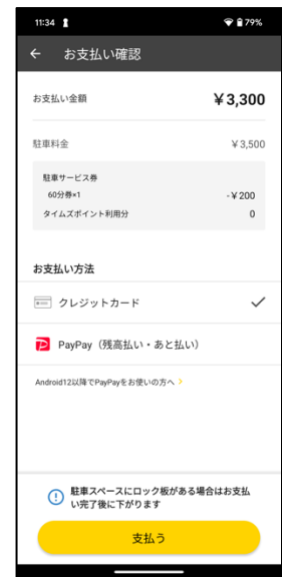 11:34 79%
← お支払い確認
お支払い金額 ¥3,300
駐車料金 ¥3,500
駐車サービス券
60分券×1 -¥200
タイムズポイント利用分 0
お支払い方法
クレジットカード
PayPay（残高払い・あと払い）
Android12以降でPayPayをお使いの方へ >
駐車スペースにロック板がある場合はお支払
い完了後に下がります
支払う